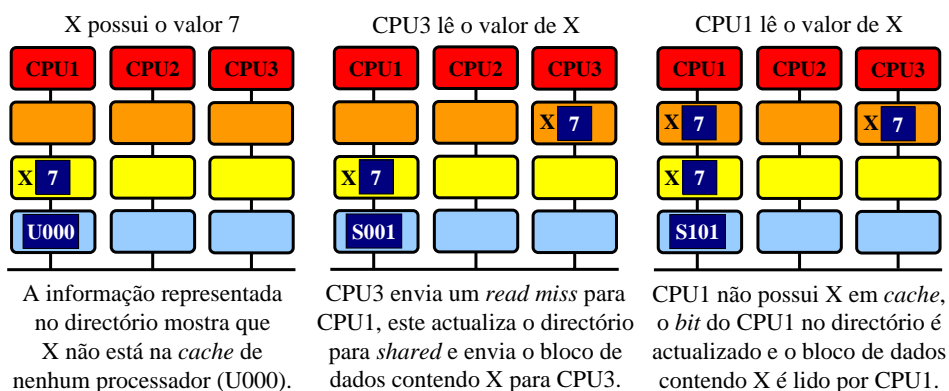 X possui o valor 7
CPU1 CPU2 CPU3
X 7
U000
A informação representada
no directório mostra que
X não está na cache de
nenhum processador (U000).
CPU3 lê o valor de X
CPU1 CPU2 CPU3
X 7
X 7
S001
CPU3 envia um read miss para
CPU1, este actualiza o directório
para shared e envia o bloco de
dados contendo X para CPU3.
CPU1 lê o valor de X
CPU1 CPU2 CPU3
X 7 X 7
X 7
S101
CPU1 não possui X em cache,
o bit do CPU1 no directório é
actualizado e o bloco de dados
contendo X é lido por CPU1.